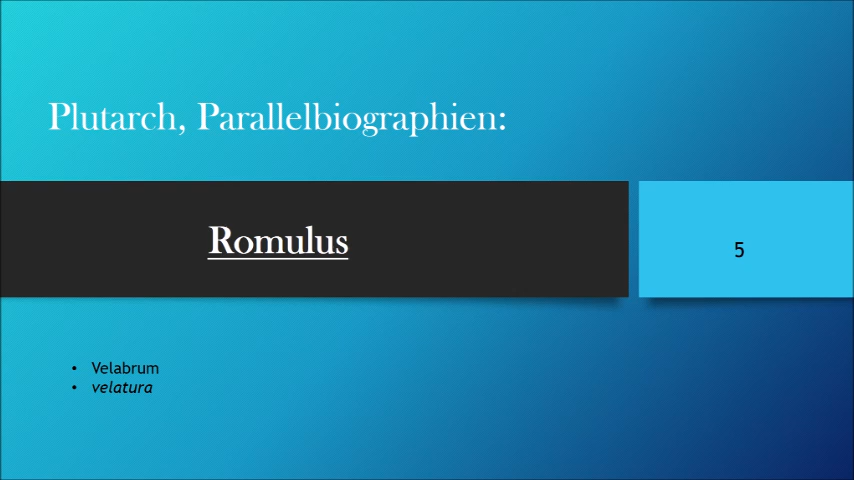 Plutarch, Parallelbiographien:
Romulus
5
• Velabrum
• velatura